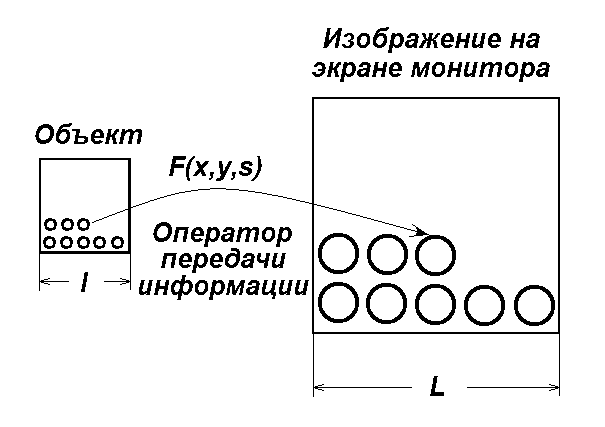 Изображение на
экране монитора
Объект
F(x,y,s)
Оператор
передачи
информации
l
L